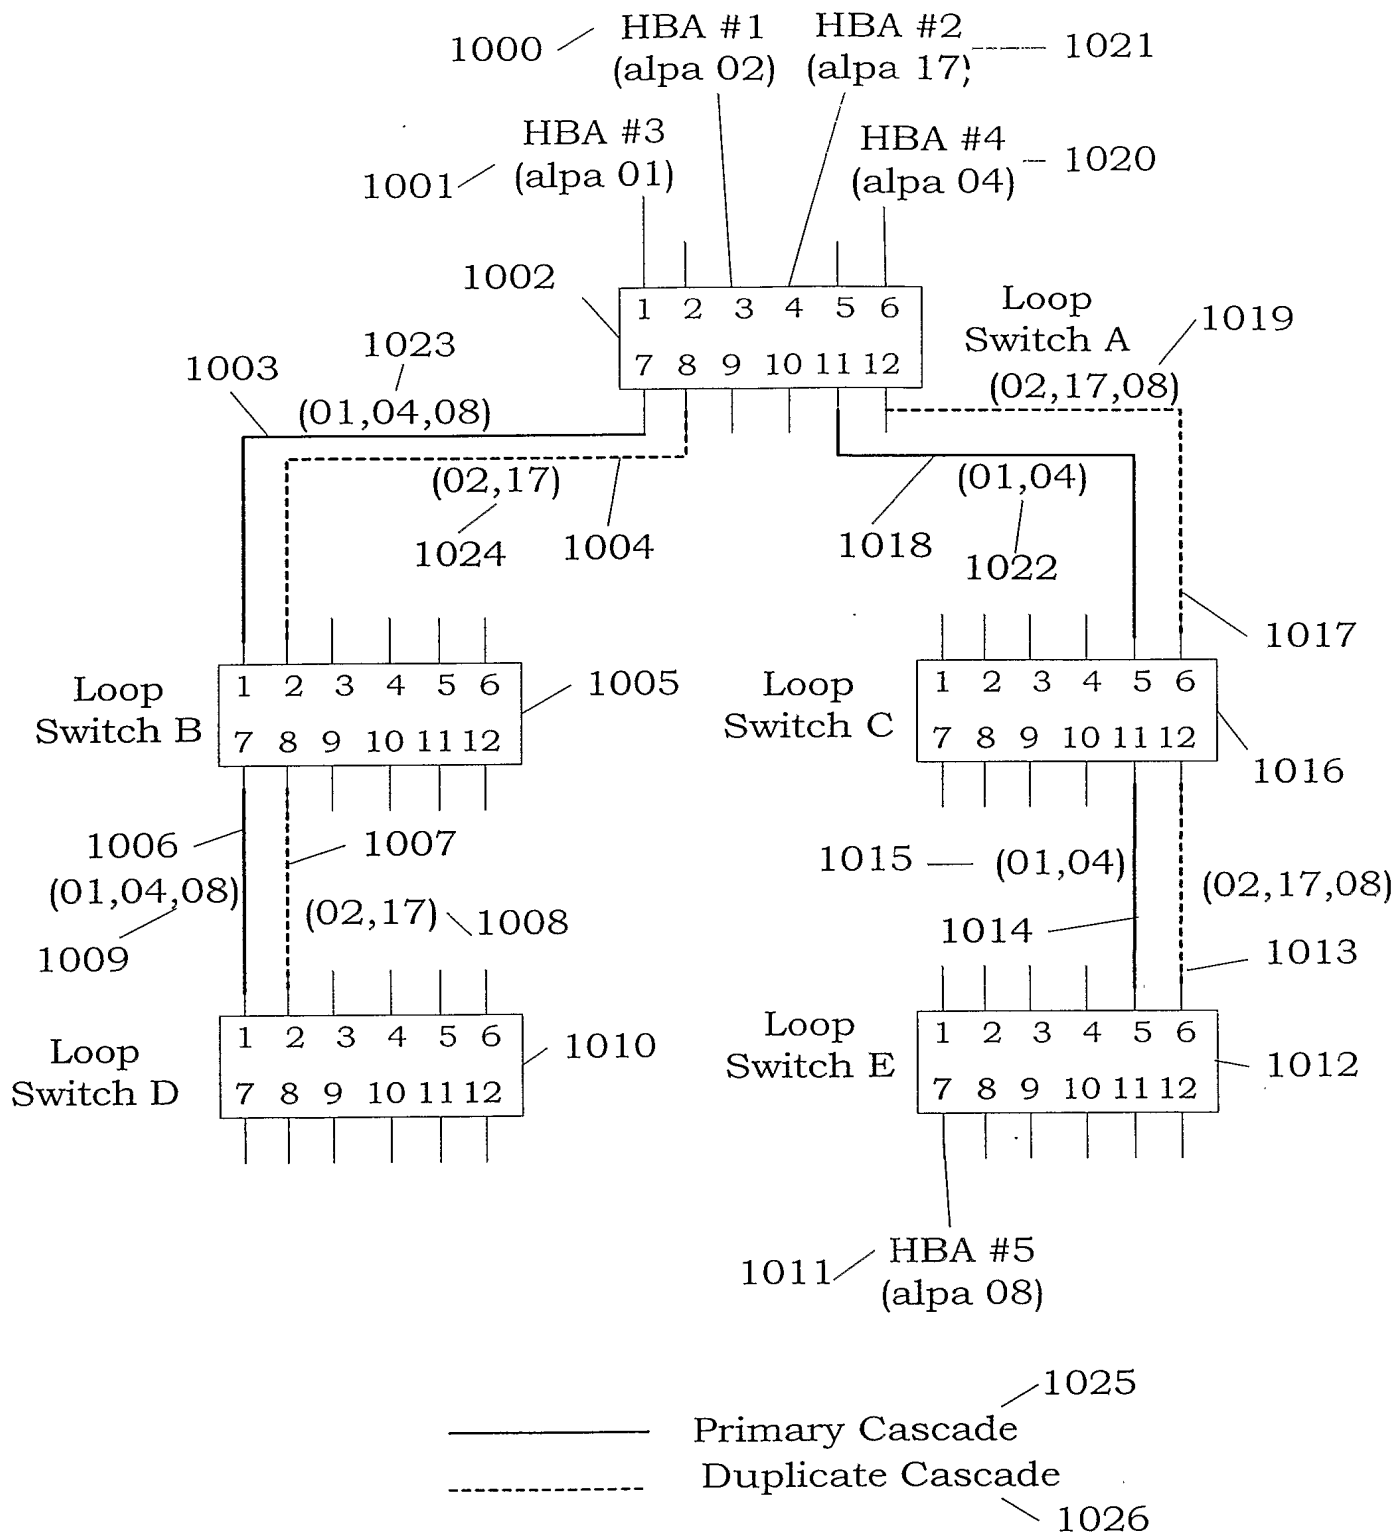 1000
HBA #1
(alpa 02)
HBA #2
(alpa 17)
1021
HBA #3
(alpa 01)
1001
HBA #4
(alpa 04)
1020
1002
1 2 3 4 5 6
7 8 9 10 11 12
Loop
Switch A
1019
(02,17,08)
1003
1023
(01,04,08)
(02,17)
1024
1004
(01,04)
1018
1022
1017
Loop
Switch B
1 2 3 4 5 6
7 8 9 10 11 12
1005
Loop
Switch C
1 2 3 4 5 6
7 8 9 10 11 12
1016
1006
(01,04,08)
1009
1007
(02,17)
1008
1015
(01,04)
1014
(02,17,08)
1013
Loop
Switch D
1 2 3 4 5 6
7 8 9 10 11 12
1010
Loop
Switch E
1 2 3 4 5 6
7 8 9 10 11 12
1012
1011
HBA #5
(alpa 08)
1025
Primary Cascade
Duplicate Cascade
1026